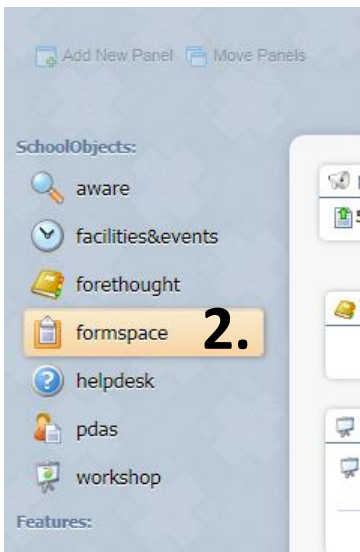 Add New Panel Move Panels
SchoolObjects:
aware
facilities&events
forethought
formspace 2.
helpdesk
pdas
workshop
Features: